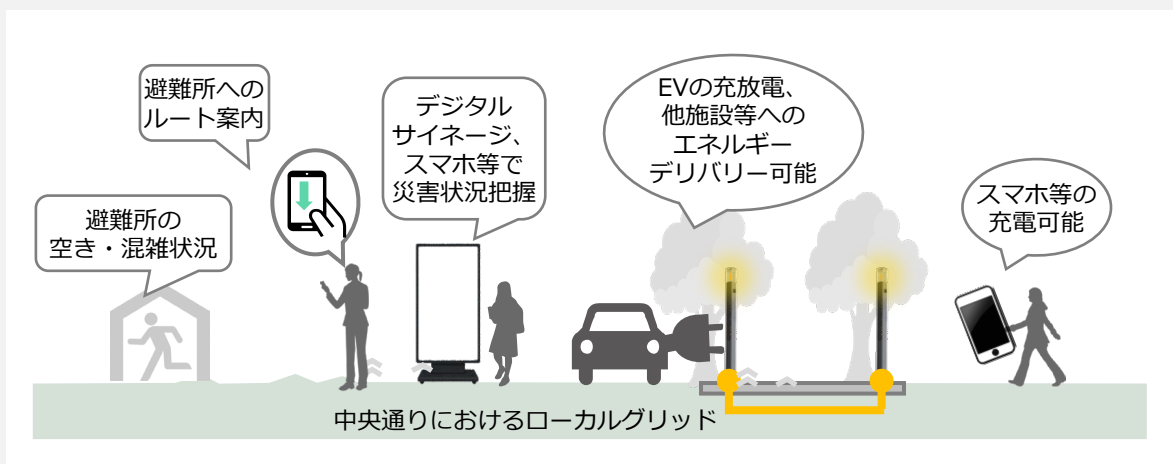 避難所への
ルート案内
デジタル
サイネージ、
スマホ等で
災害状況把握
EVの充放電、
他施設等への
エネルギー
デリバリー可能
スマホ等の
充電可能
避難所の
空き・混雑状況
中央通りにおけるローカルグリッド